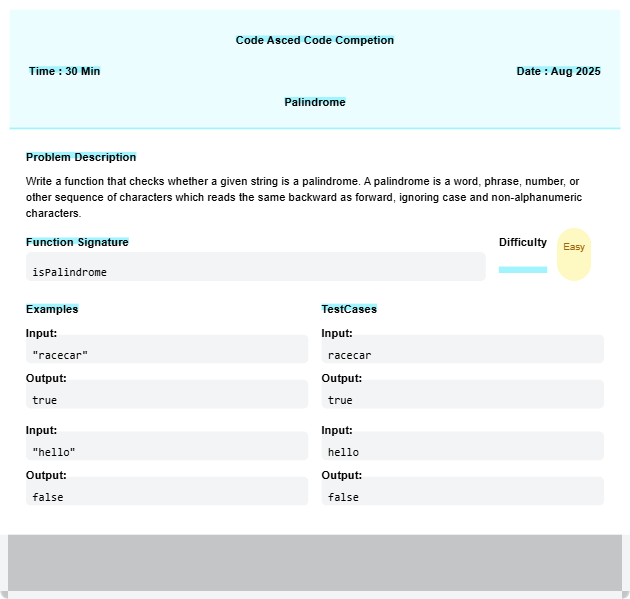 Code Asced Code Competion
Time : 30 Min
Date : Aug 2025
Palindrome
Problem Description
Write a function that checks whether a given string is a palindrome. A palindrome is a word, phrase, number, or
other sequence of characters which reads the same backward as forward, ignoring case and non-alphanumeric
characters.
Function Signature
isPalindrome
Difficulty
Easy
Examples
Input:
"racecar"
Output:
true
Input:
"hello"
Output:
false
TestCases
Input:
racecar
Output:
true
Input:
hello
Output:
false